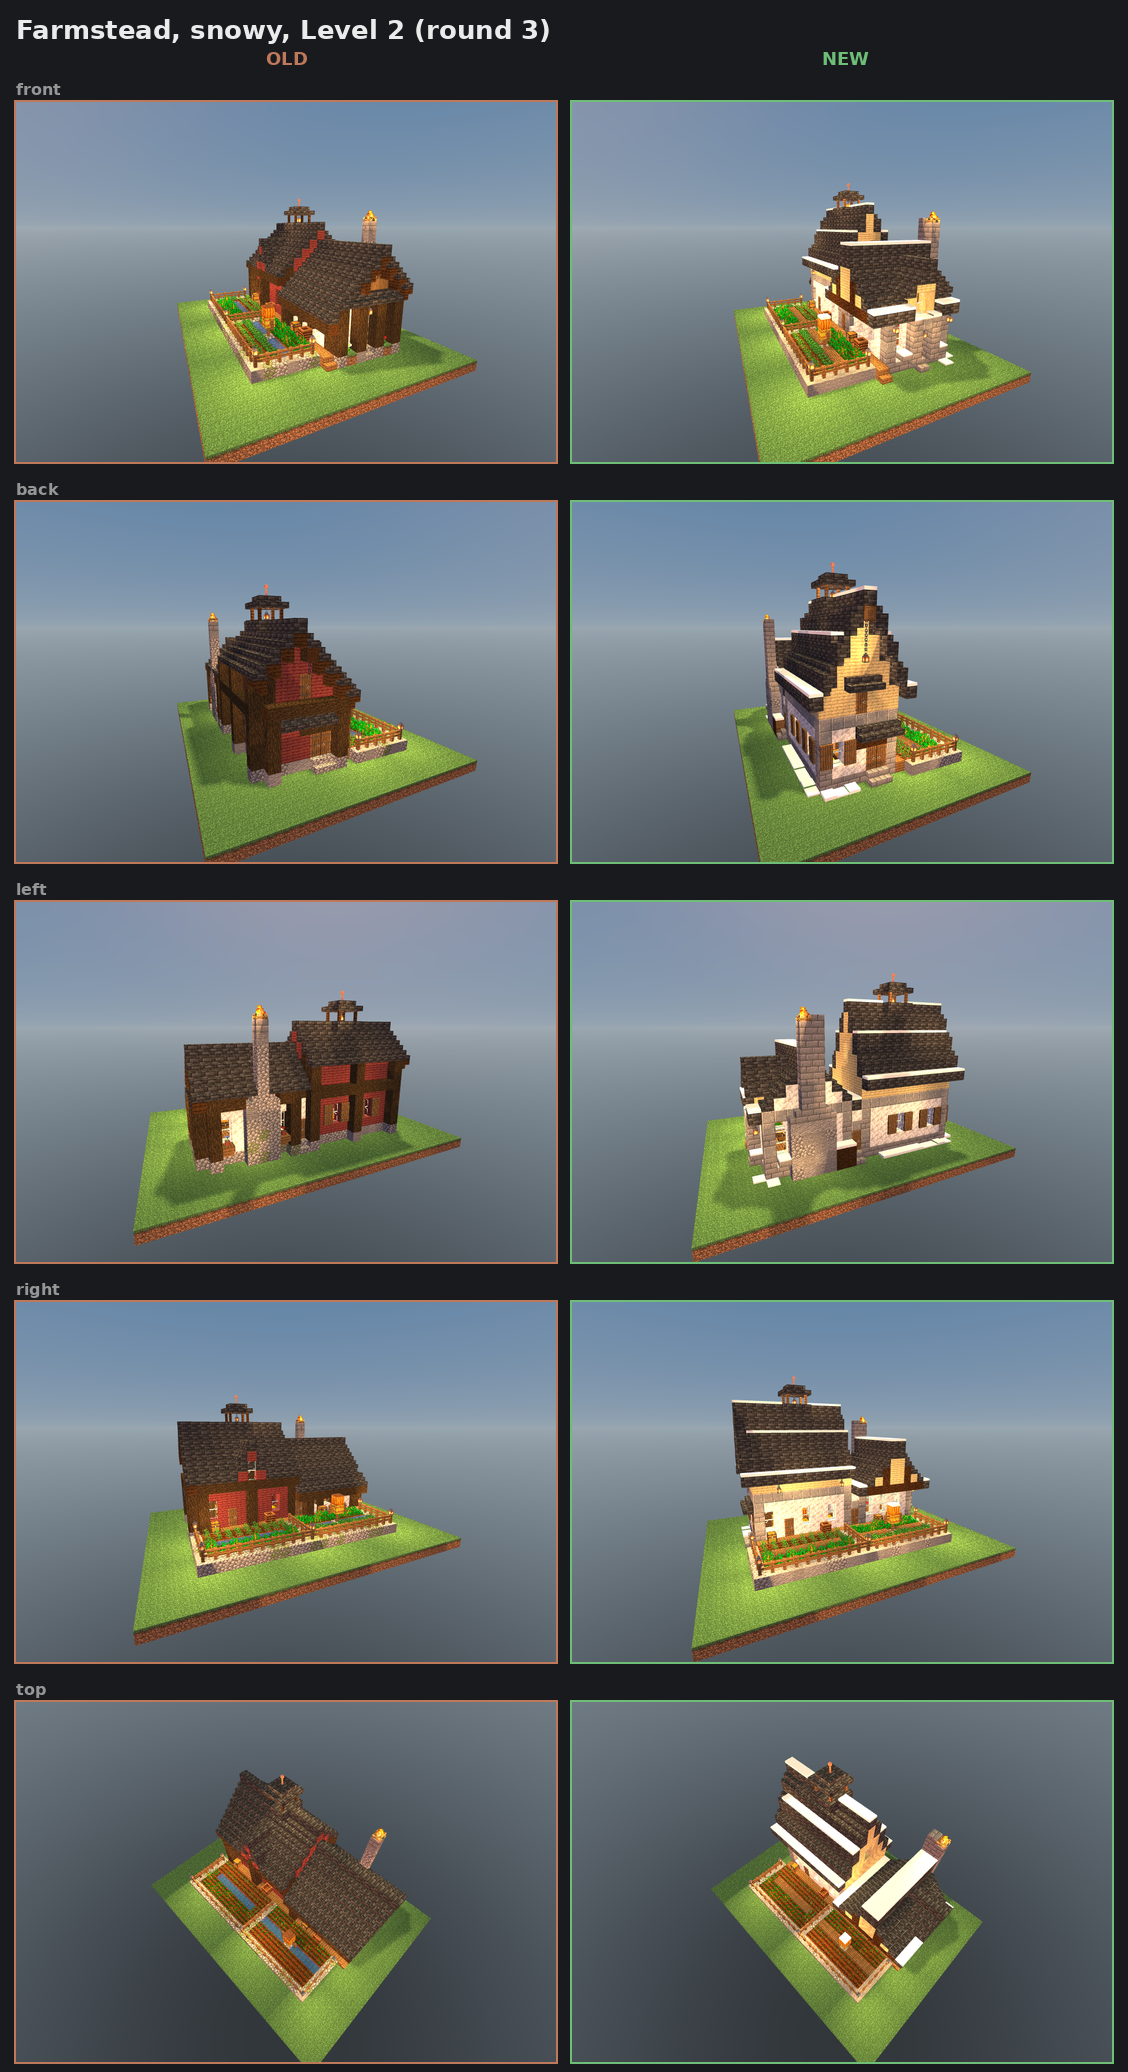 Farmstead, snowy, Level 2 (round 3)
OLD NEW
front
back
left
right
top